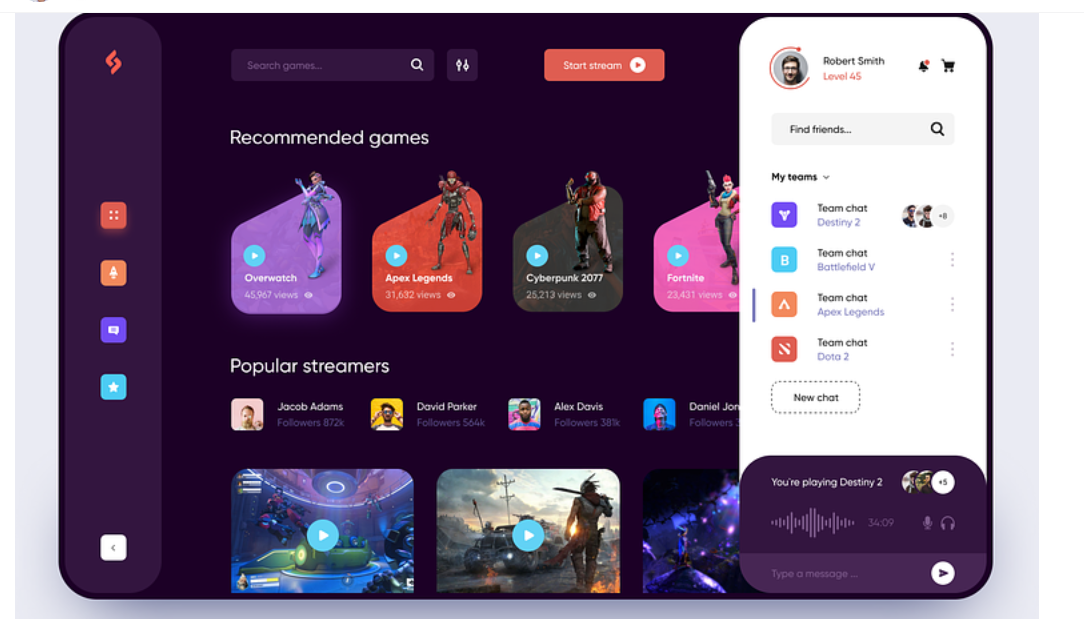 Search games...
Start stream
Recommended games
Overwatch
45,967 views
Apex Legends
31,632 views
Cyberpunk 2077
25,213 views
Fortnite
23,431 views
Popular streamers
Jacob Adams
Followers 872k
David Parker
Followers 564k
Alex Davis
Followers 381k
Daniel Jon
Followers 3
Robert Smith
Level 45
Find friends...
My teams
Team chat
Destiny 2
+8
B
Team chat
Battlefield V
Team chat
Apex Legends
Team chat
Dota 2
New chat
You're playing Destiny 2
+5
34:09
Type a message ...